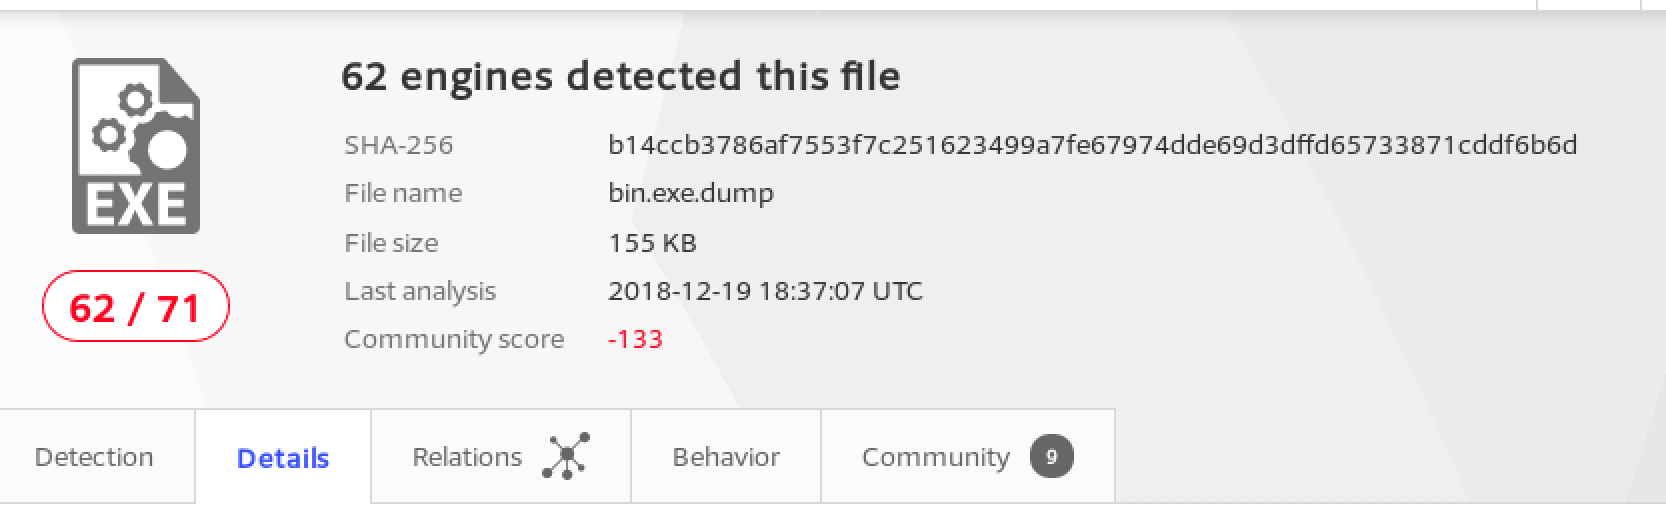 62 engines detected this file
EXE
62 / 71
SHA-256 b14ccb3786af7553f7c251623499a7fe67974dde69d3dffd65733871cddf6b6d
File name bin.exe.dump
File size 155 KB
Last analysis 2018-12-19 18:37:07 UTC
Community score -133
Detection Details Relations Behavior Community 9